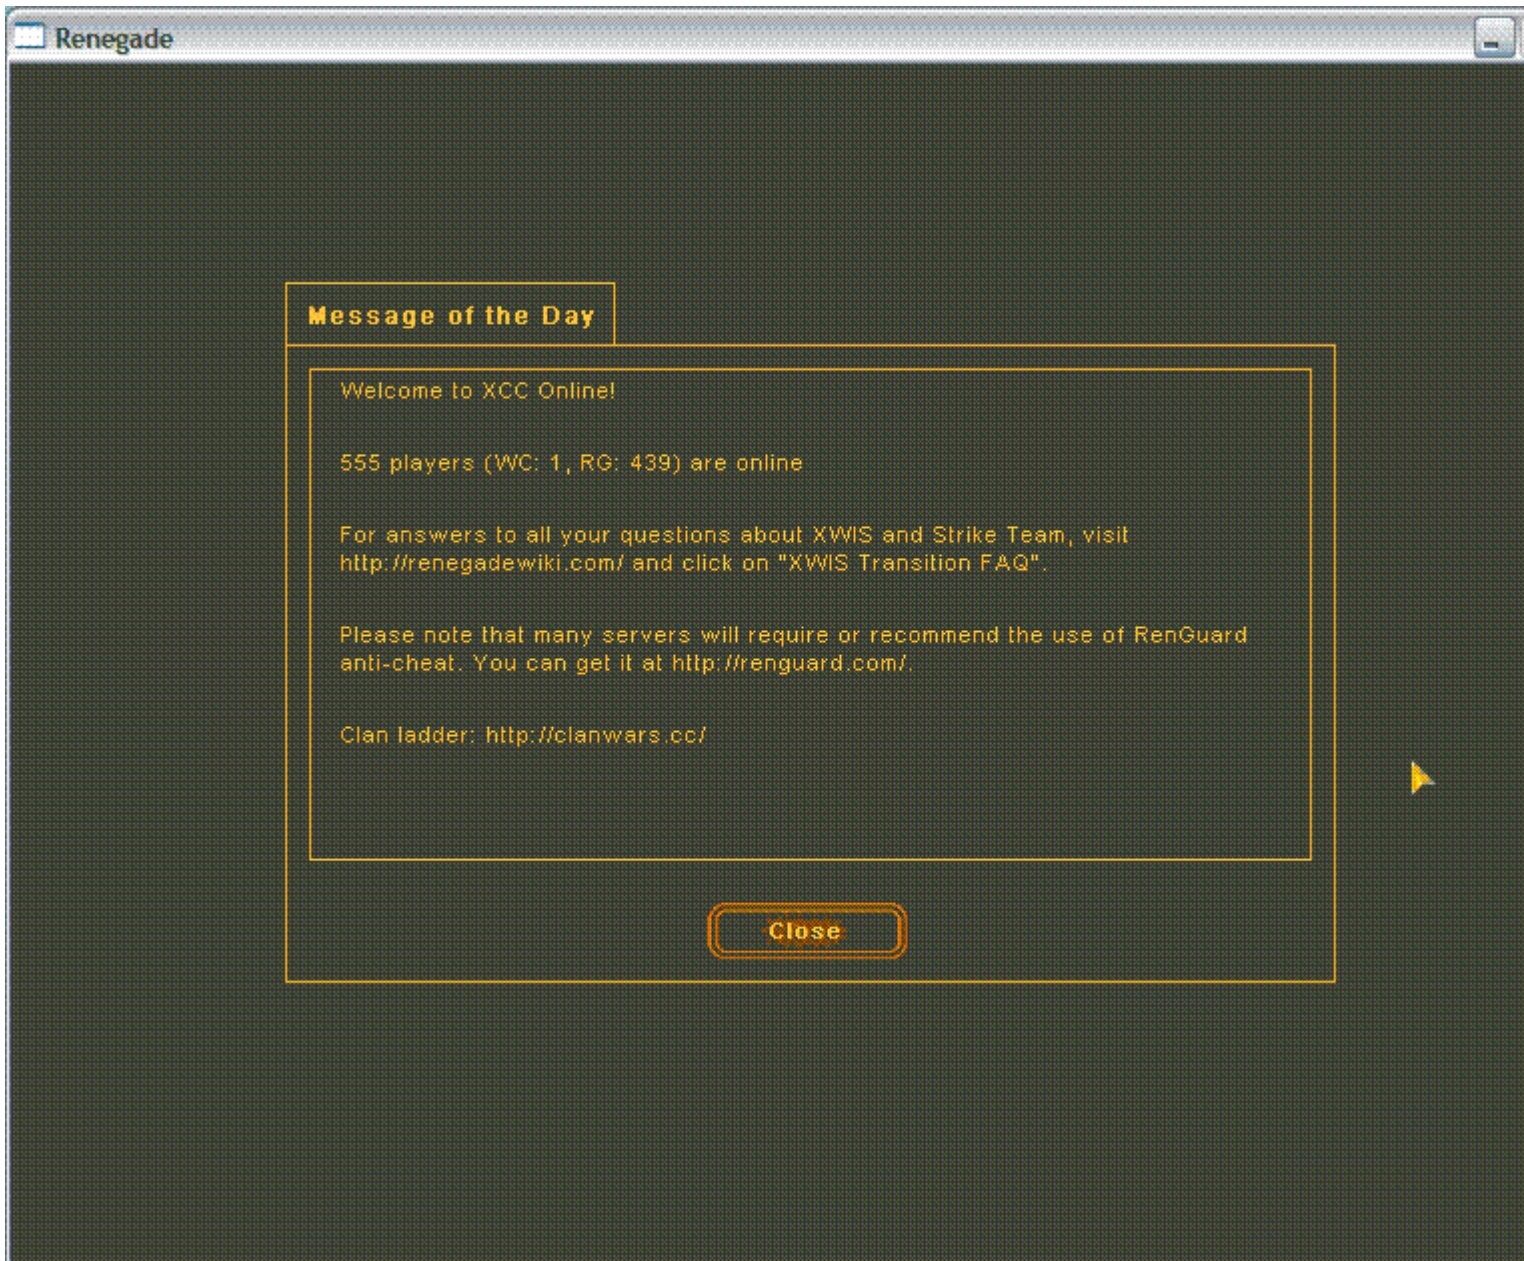 Renegade
Message of the Day
Welcome to XCC Online!
555 players (WC: 1, RG: 439) are online
For answers to all your questions about XWIS and Strike Team, visit
http://renegadewiki.com/ and click on "XWIS Transition FAQ".
Please note that many servers will require or recommend the use of RenGuard
anti-cheat. You can get it at http://renguard.com/.
Clan ladder: http://clanwars.cc/
Close